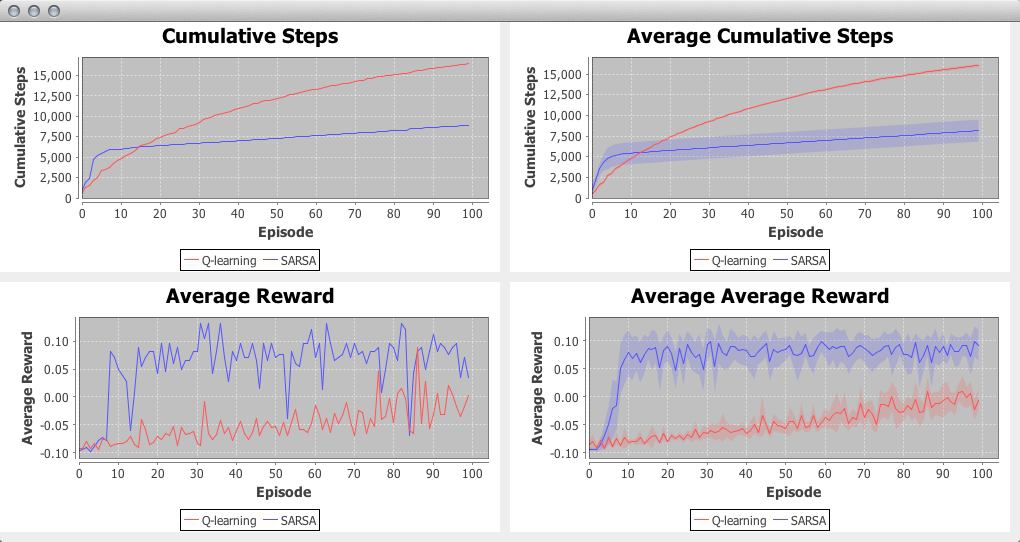 Cumulative Steps
Cumulative Steps
15,000
12,500
10,000
7,500
5,000
2,500
0
0 10 20 30 40 50 60 70 80 90 100
Episode
Q-learning SARSA
Average Cumulative Steps
Cumulative Steps
15,000
12,500
10,000
7,500
5,000
2,500
0
0 10 20 30 40 50 60 70 80 90 100
Episode
Q-learning SARSA
Average Reward
Average Reward
0.10
0.05
0.00
-0.05
-0.10
0 10 20 30 40 50 60 70 80 90 100
Episode
Q-learning SARSA
Average Average Reward
Average Reward
0.10
0.05
0.00
-0.05
-0.10
0 10 20 30 40 50 60 70 80 90 100
Episode
Q-learning SARSA